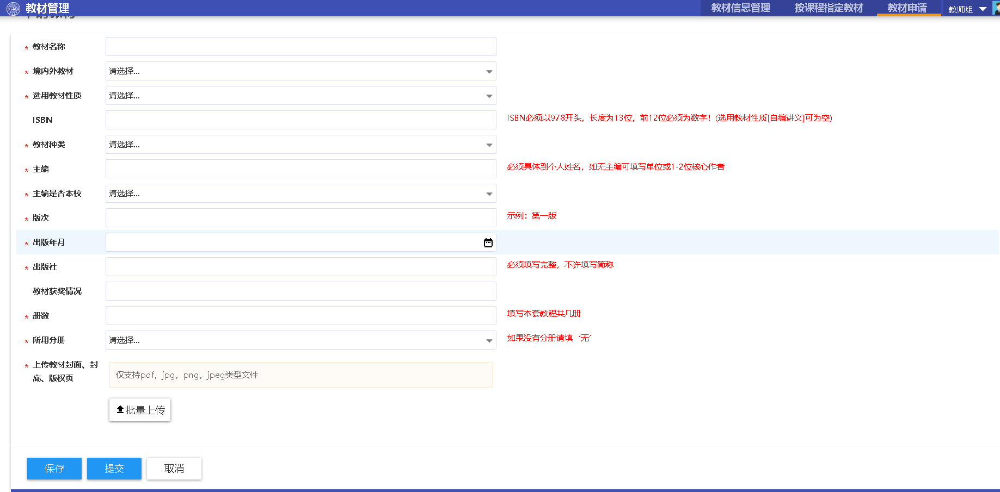 教材管理
教材信息管理
按课程指定教材
教材申请
教师组
* 教材名称
* 境内外教材 请选择...
* 选用教材性质 请选择...
ISBN ISBN必须以978开头，长度为13位，前12位必须为数字！(选用教材性质[自编讲义]可为空)
* 教材种类 请选择...
* 主编 必须具体到个人姓名，如无主编可填写单位或1-2位核心作者
* 主编是否本校 请选择...
* 版次 示例：第一版
* 出版年月
* 出版社 必须填写完整，不许填写简称
教材获奖情况
* 册数 填写本套教程共几册
* 所用分册 请选择... 如果没有分册请填‘无’
* 上传教材封面、封
底、版权页
仅支持pdf，jpg，png，jpeg类型文件
批量上传
保存 提交 取消